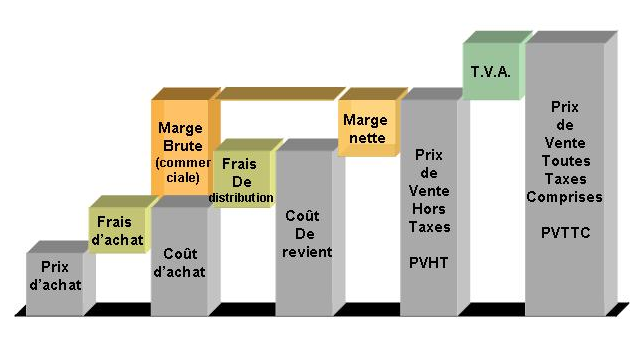 Prix
d'achat
Frais
d'achat
Marge
Brute
(commer
ciale)
Coût
d'achat
Frais
De
distribution
Coût
De
revient
Marge
nette
Prix
de
Vente
Hors
Taxes
PVHT
T.V.A.
Prix
de
Vente
Toutes
Taxes
Comprises
PVTTC